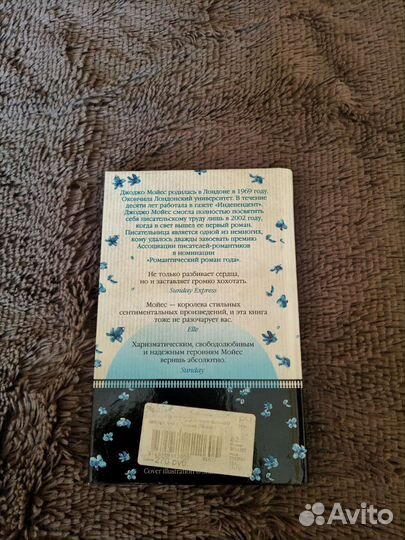 Джоджо Мойес родилась в Лондоне в 1969 году.
Окончила Лондонский университет. В течение
десяти лет работала в газете «Индепендент».
Джоджо Мойес смогла полностью посвятить
себя писательскому труду лишь в 2002 году,
когда в свет вышел ее первый роман.
Писательница является одной из немногих,
кому удалось дважды завоевать премию
Ассоциации писателей-романтиков
в номинации
«Романтический роман года».
Не только разбивает сердца,
но и заставляет громко хохотать.
Sunday Express
Мойес — королева стильных
сентиментальных произведений, и эта книга
тоже не разочарует вас.
Elle
Харизматическим, свободолюбивым
и надежным героиням Мойес
веришь абсолютно.
Sunday
Cover illustration
Avito